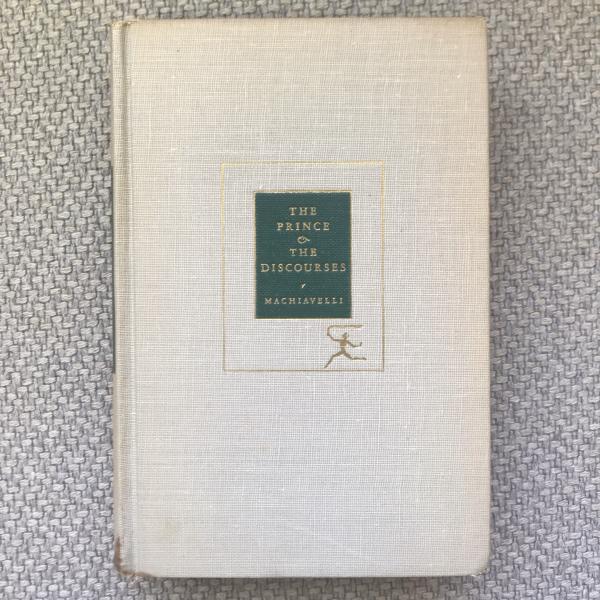 THE
PRINCE
&
THE
DISCOURSES
MACHIAVELLI